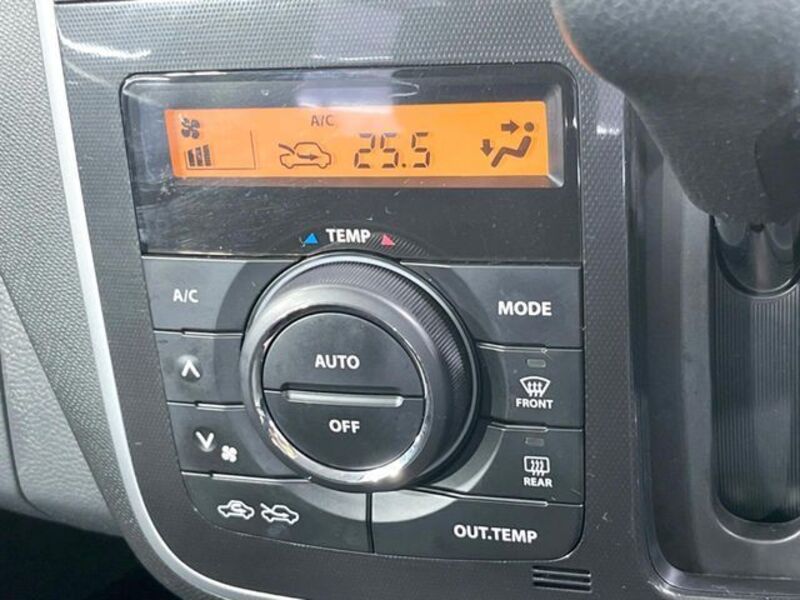 A/C
25.5
TEMP
A/C
MODE
AUTO
OFF
FRONT
REAR
OUT.TEMP